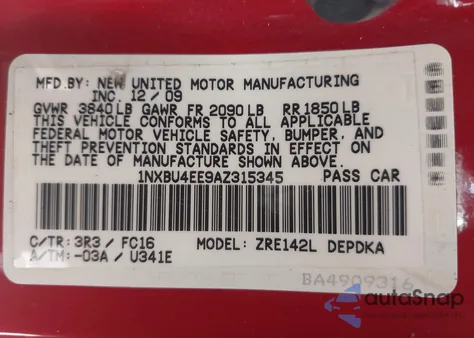 MFD.BY: NEW UNITED MOTOR MANUFACTURING
INC. 12/09
GVWR 3840LB GAWR FR 2090LB RR1850LB
THIS VEHICLE CONFORMS TO ALL APPLICABLE
FEDERAL MOTOR VEHICLE SAFETY, BUMPER, AND
THEFT PREVENTION STANDARDS IN EFFECT ON
THE DATE OF MANUFACTURE SHOWN ABOVE.
1NXBU4EE9AZ315345 PASS CAR
C/TR: 3R3 / FC16 MODEL: ZRE142L DEPDKA
A/TM: -03A / U341E
BA4909316
autoSnap